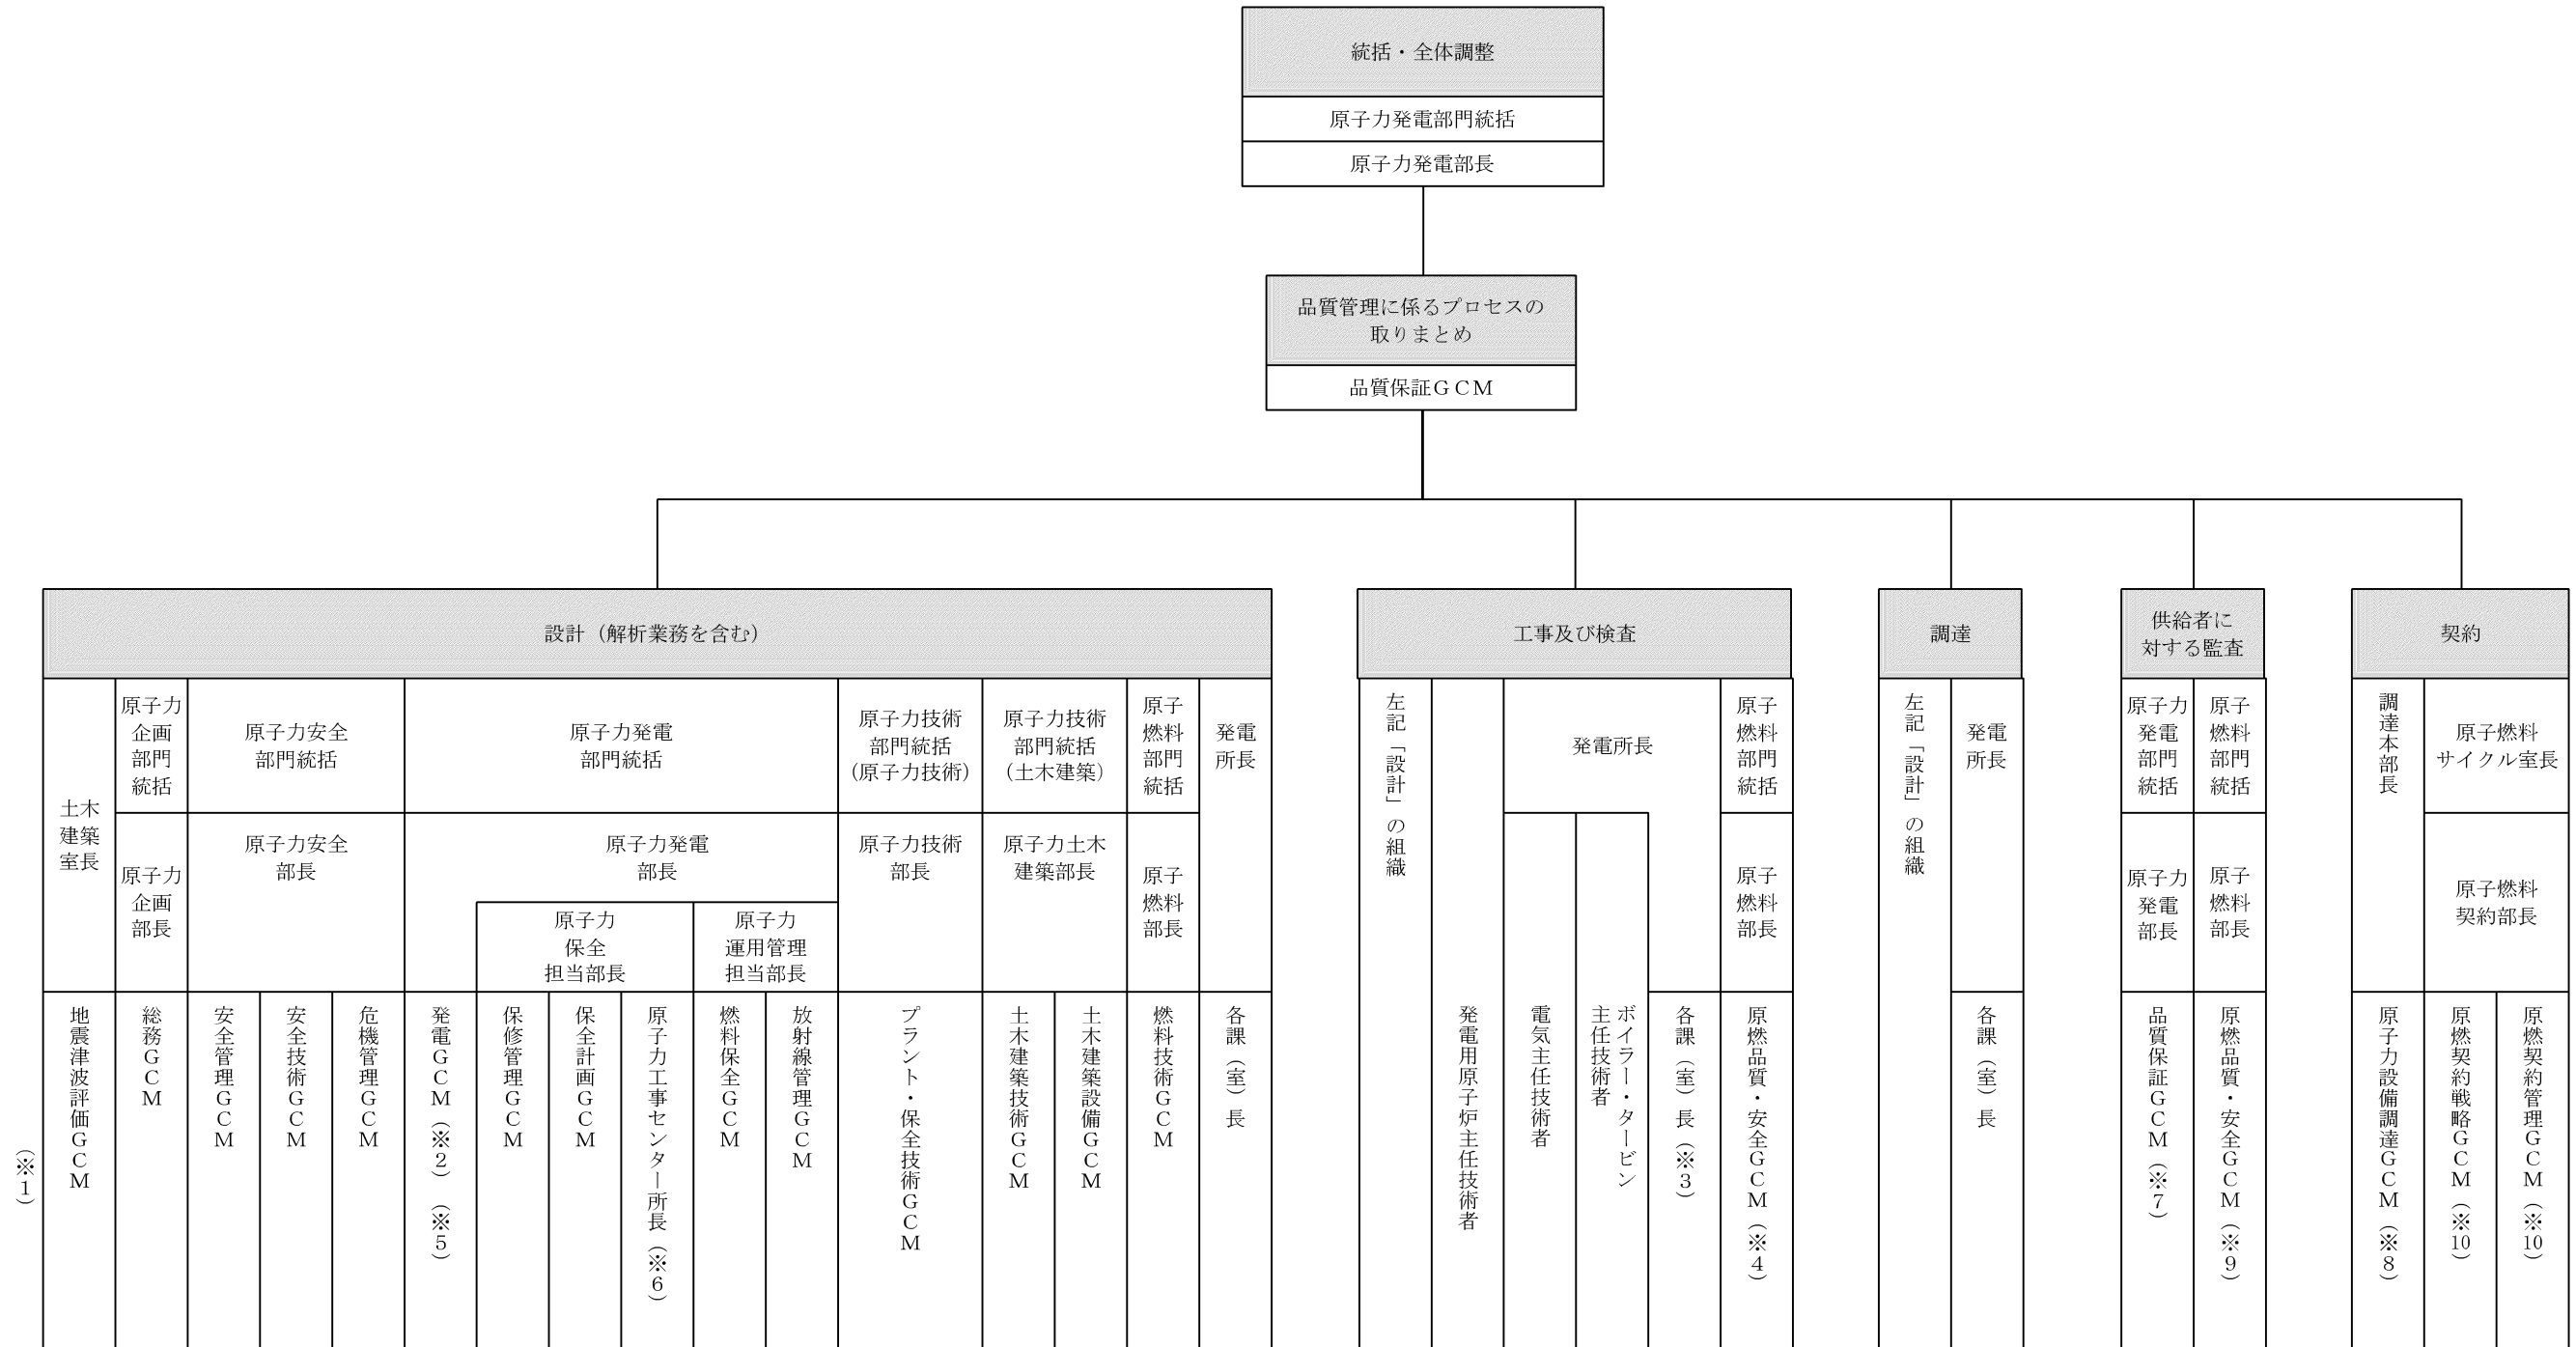 統括・全体調整
原子力発電部門統括
原子力発電部長
品質管理に係るプロセスの
取りまとめ
品質保証ＧＣＭ
設計（解析業務を含む）
土木
建築
室長
原子力
企画
部門
統括
原子力安全
部門統括
原子力発電
部門統括
原子力技術
部門統括
（原子力技術）
原子力技術
部門統括
（土木建築）
原子
燃料
部門
統括
発電
所長
原子力
企画
部長
原子力安全
部長
原子力発電
部長
原子力
保全
担当部長
原子力
運用管理
担当部長
原子力技術
部長
原子力土木
建築部長
原子
燃料
部長
（※１）
地震津波評価ＧＣＭ
総務ＧＣＭ
安全管理ＧＣＭ
安全技術ＧＣＭ
危機管理ＧＣＭ
発電ＧＣＭ（※２）（※５）
保修管理ＧＣＭ
保全計画ＧＣＭ
原子力工事センター所長（※６）
燃料保全ＧＣＭ
放射線管理ＧＣＭ
プラント・保全技術ＧＣＭ
土木建築技術ＧＣＭ
土木建築設備ＧＣＭ
燃料技術ＧＣＭ
各課（室）長
工事及び検査
左記「設計」の組織
発電用原子炉主任技術者
発電所長
電気主任技術者
ボイラー・タービン
主任技術者
各課（室）長（※３）
原子
燃料
部門
統括
原子
燃料
部長
原燃品質・安全ＧＣＭ（※４）
調達
左記「設計」の組織
発電
所長
各課（室）長
供給者に
対する監査
原子力
発電
部門
統括
原子
燃料
部門
統括
原子力
発電
部長
原子
燃料
部長
品質保証ＧＣＭ（※７）
原燃品質・安全ＧＣＭ（※９）
契約
調達本部長
原子燃料
サイクル室長
原子燃料
契約部長
原子力設備調達ＧＣＭ（※８）
原燃契約戦略ＧＣＭ（※10）
原燃契約管理ＧＣＭ（※10）